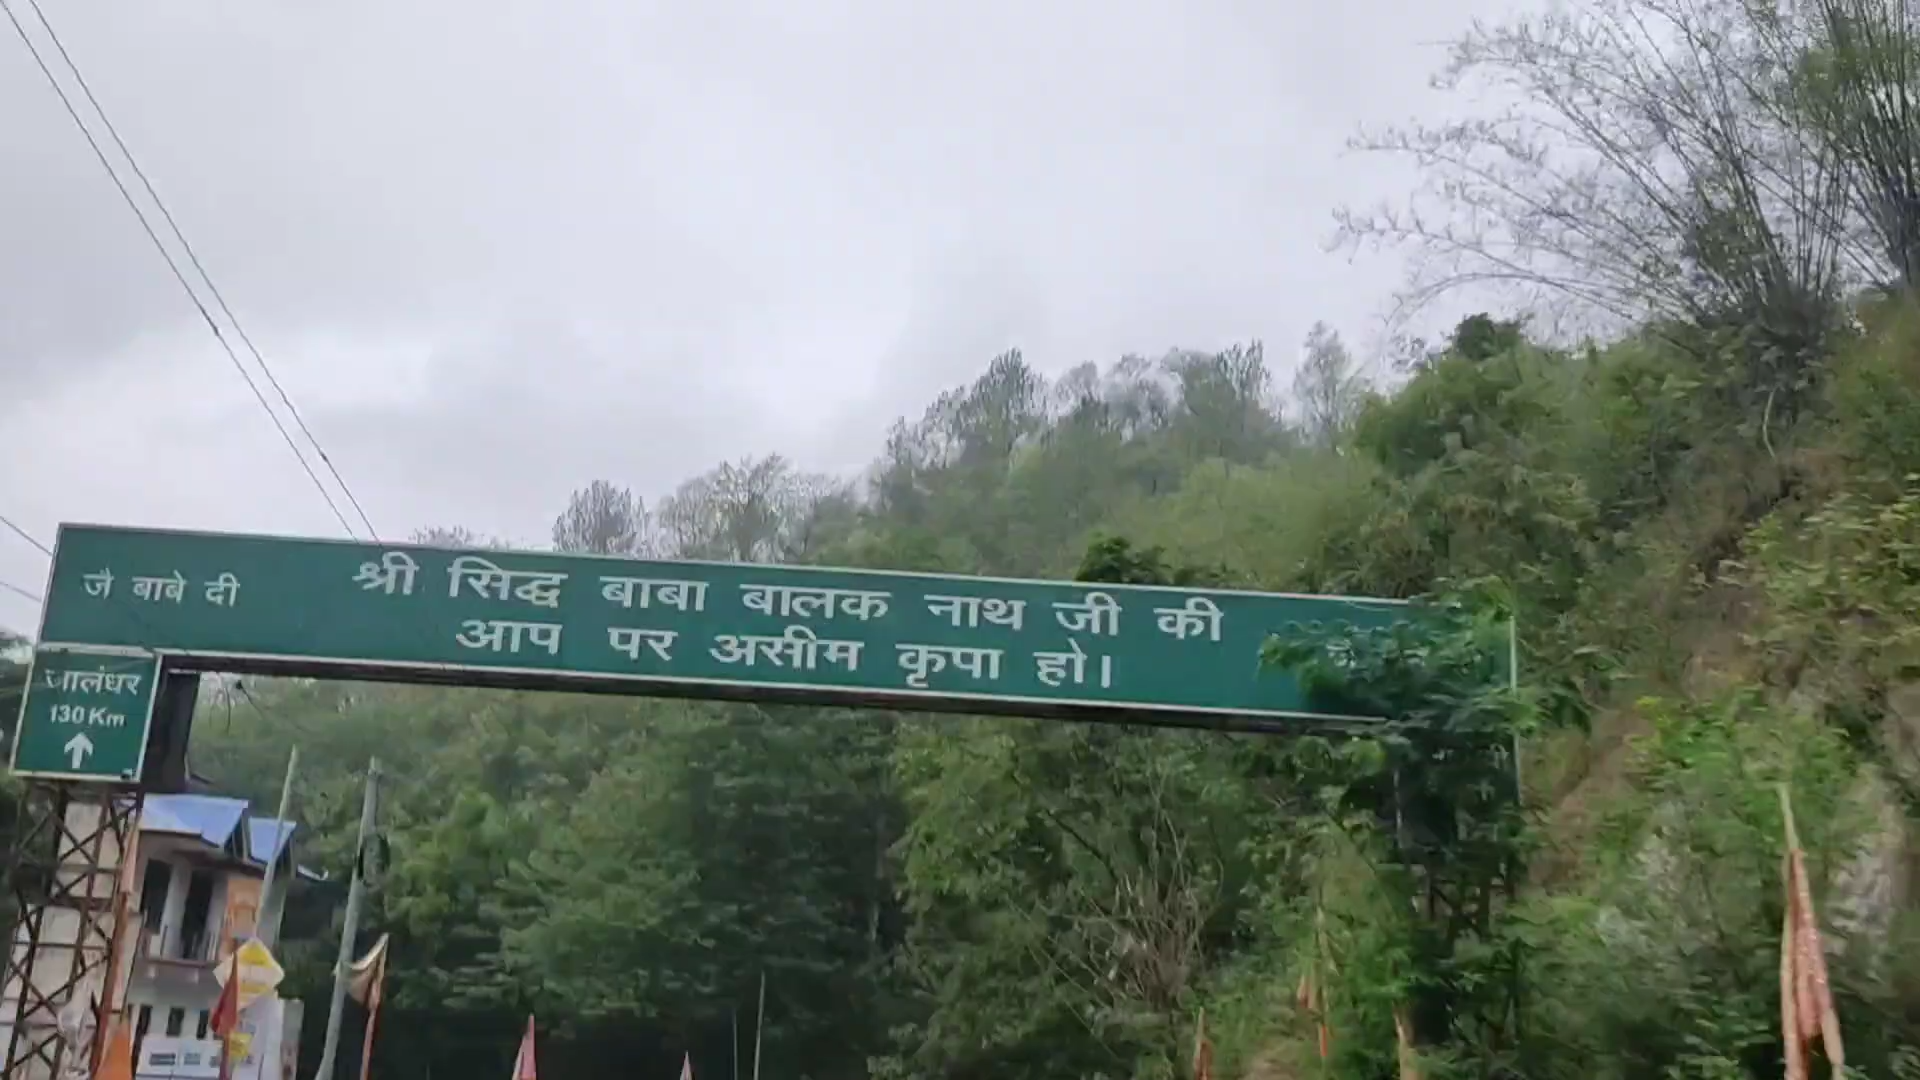 जै बाबे दी
श्री सिद्ध बाबा बालक नाथ जी की
आप पर असीम कृपा हो।
जालंधर
130 Km